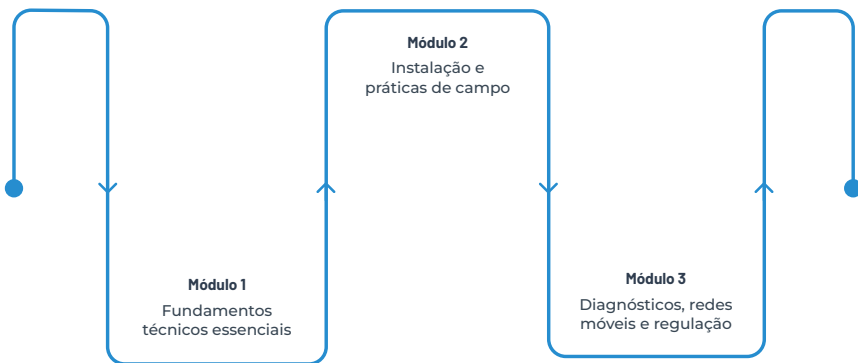 Módulo 1
Fundamentos
técnicos essenciais
Módulo 2
Instalação e
práticas de campo
Módulo 3
Diagnósticos, redes
móveis e regulação